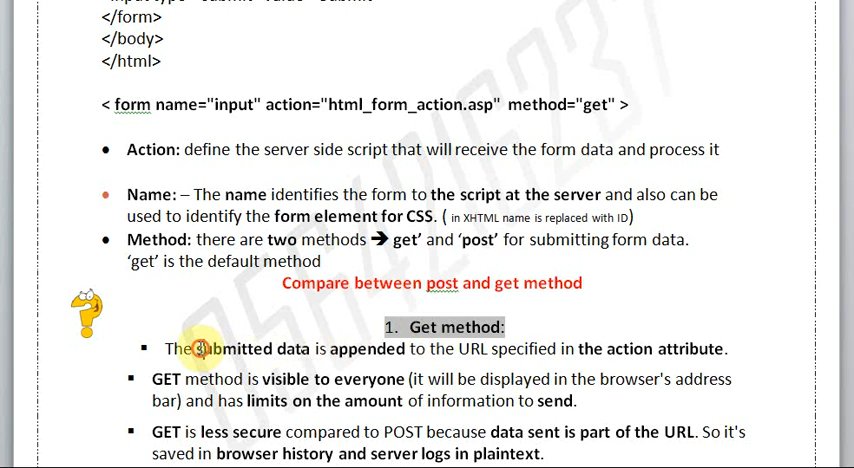 </form>
</body>
</html>
< form name="input" action="html_form_action.asp" method="get" >
• Action: define the server side script that will receive the form data and process it
• Name: – The name identifies the form to the script at the server and also can be
used to identify the form element for CSS. ( in XHTML name is replaced with ID)
• Method: there are two methods ➔ get’ and ‘post’ for submitting form data.
‘get’ is the default method
Compare between post and get method
1. Get method:
▪ The submitted data is appended to the URL specified in the action attribute.
▪ GET method is visible to everyone (it will be displayed in the browser's address
bar) and has limits on the amount of information to send.
▪ GET is less secure compared to POST because data sent is part of the URL. So it's
saved in browser history and server logs in plaintext.